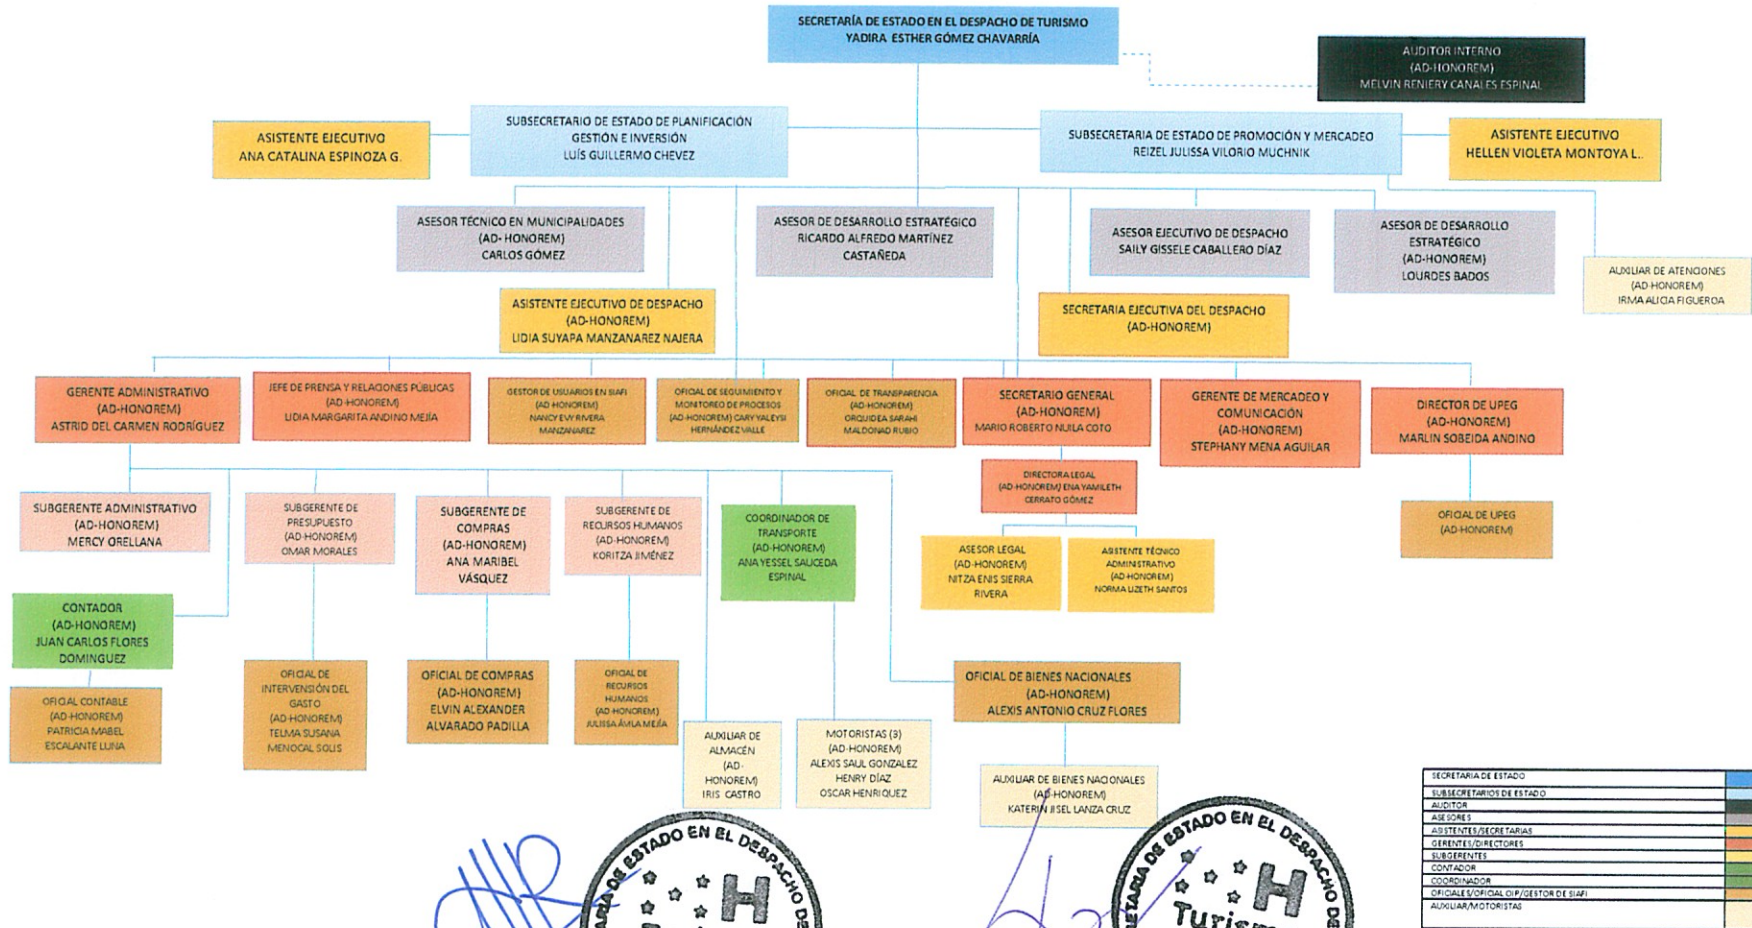 SECRETARÍA DE ESTADO EN EL DESPACHO DE TURISMO
YADIRA ESTHER GÓMEZ CHAVARRÍA
AUDITOR INTERNO
(AD-HONOREM)
MELVIN RENIERY CANALES ESPINAL
ASISTENTE EJECUTIVO
ANA CATALINA ESPINOZA G.
SUBSECRETARIO DE ESTADO DE PLANIFICACIÓN
GESTIÓN E INVERSIÓN
LUÍS GUILLERMO CHEVEZ
SUBSECRETARIA DE ESTADO DE PROMOCIÓN Y MERCADEO
REIZEL JULISSA VILORIO MUCHNIK
ASISTENTE EJECUTIVO
HELLEN VIOLETA MONTOYA L..
ASESOR TÉCNICO EN MUNICIPALIDADES
(AD- HONOREM)
CARLOS GÓMEZ
ASESOR DE DESARROLLO ESTRATÉGICO
RICARDO ALFREDO MARTÍNEZ
CASTAÑEDA
ASESOR EJECUTIVO DE DESPACHO
SAILY GISSELE CABALLERO DÍAZ
ASESOR DE DESARROLLO
ESTRATÉGICO
(AD-HONOREM)
LOURDES BADOS
AUXILIAR DE ATENCIONES
(AD-HONOREM)
IRMA ALICIA FIGUEROA
ASISTENTE EJECUTIVO DE DESPACHO
(AD-HONOREM)
LIDIA SUYAPA MANZANAREZ NAJERA
SECRETARIA EJECUTIVA DEL DESPACHO
(AD-HONOREM)
GERENTE ADMINISTRATIVO
(AD-HONOREM)
ASTRID DEL CARMEN RODRÍGUEZ
JEFE DE PRENSA Y RELACIONES PÚBLICAS
(AD-HONOREM)
LIDIA MARGARITA ANDINO MEJÍA
GESTOR DE USUARIOS EN SIAFI
(AD-HONOREM)
NANCY EVY RIVERA
MANZANAREZ
OFICIAL DE SEGUIMIENTO Y
MONITOREO DE PROCESOS
(AD-HONOREM) CARY YALEYSI
HERNÁNDEZ VALLE
OFICIAL DE TRANSPARENCIA
(AD-HONOREM)
ORQUIDEA SARAHI
MALDONAD RUBIO
SECRETARIO GENERAL
(AD-HONOREM)
MARIO ROBERTO NUILA COTO
GERENTE DE MERCADEO Y
COMUNICACIÓN
(AD-HONOREM)
STEPHANY MENA AGUILAR
DIRECTOR DE UPEG
(AD-HONOREM)
MARLIN SOBEIDA ANDINO
DIRECTORA LEGAL
(AD-HONOREM) ENA YAMILETH
CERRATO GÓMEZ
SUBGERENTE ADMINISTRATIVO
(AD-HONOREM)
MERCY ORELLANA
SUBGERENTE DE
PRESUPUESTO
(AD-HONOREM)
OMAR MORALES
SUBGERENTE DE
COMPRAS
(AD-HONOREM)
ANA MARIBEL
VÁSQUEZ
SUBGERENTE DE
RECURSOS HUMANOS
(AD-HONOREM)
KORITZA JIMÉNEZ
COORDINADOR DE
TRANSPORTE
(AD-HONOREM)
ANA YESSEL SAUCEDA
ESPINAL
ASESOR LEGAL
(AD-HONOREM)
NITZA ENIS SIERRA
RIVERA
ASISTENTE TÉCNICO
ADMINISTRATIVO
(AD-HONOREM)
NORMA LIZETH SANTOS
OFICIAL DE UPEG
(AD-HONOREM)
CONTADOR
(AD-HONOREM)
JUAN CARLOS FLORES
DOMINGUEZ
OFICIAL CONTABLE
(AD-HONOREM)
PATRICIA MABEL
ESCALANTE LUNA
OFICIAL DE
INTERVENSIÓN DEL
GASTO
(AD-HONOREM)
TELMA SUSANA
MENOCAL SOLIS
OFICIAL DE COMPRAS
(AD-HONOREM)
ELVIN ALEXANDER
ALVARADO PADILLA
OFICIAL DE
RECURSOS
HUMANOS
(AD-HONOREM)
JULISSA ÁVILA MEJÍA
AUXILIAR DE
ALMACÉN
(AD-
HONOREM)
IRIS CASTRO
MOTORISTAS (3)
(AD-HONOREM)
ALEXIS SAUL GONZALEZ
HENRY DÍAZ
OSCAR HENRIQUEZ
OFICIAL DE BIENES NACIONALES
(AD-HONOREM)
ALEXIS ANTONIO CRUZ FLORES
AUXILIAR DE BIENES NACIONALES
(AD-HONOREM)
KATERIN JISEL LANZA CRUZ
SECRETARIA DE ESTADO
SUBSECRETARIOS DE ESTADO
AUDITOR
ASESORES
ASISTENTES/SECRETARIAS
GERENTES/DIRECTORES
SUBGERENTES
CONTADOR
COORDINADOR
OFICIALES/OFICIAL OIP/GESTOR DE SIAFI
AUXILIAR/MOTORISTAS
ARIA DE ESTADO EN EL DESPACHO DE
H
RETARIA DE ESTADO EN EL DESPACHO DE
H
Turis